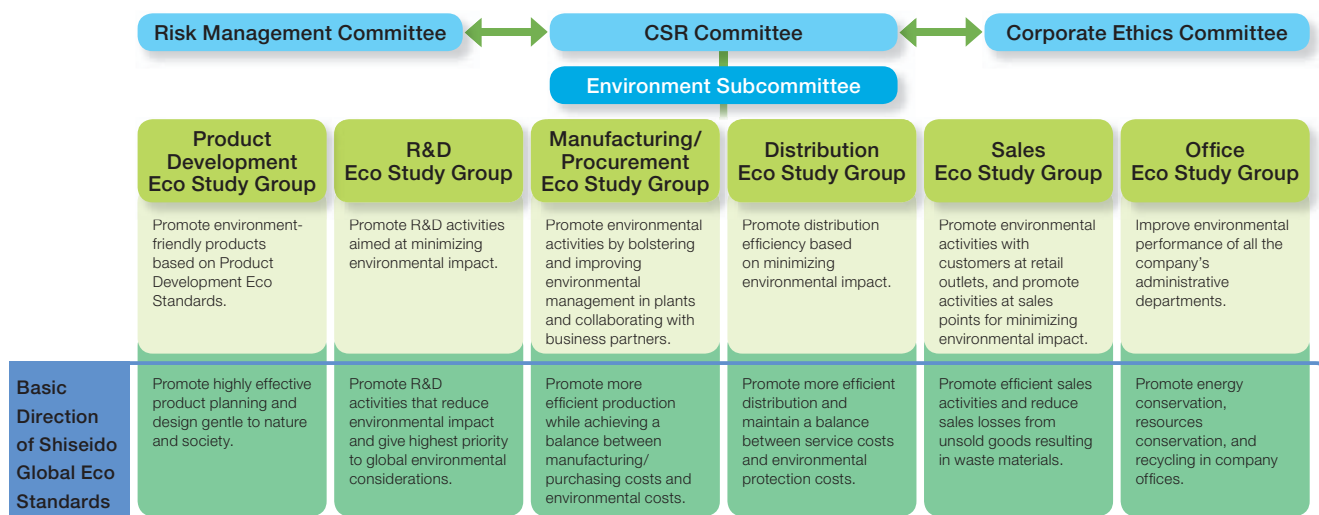 Risk Management Committee
CSR Committee
Corporate Ethics Committee
Environment Subcommittee
Product
Development
Eco Study Group
R&D
Eco Study Group
Manufacturing/
Procurement
Eco Study Group
Distribution
Eco Study Group
Sales
Eco Study Group
Office
Eco Study Group
Promote environment-
friendly products
based on Product
Development Eco
Standards.
Promote R&D activities
aimed at minimizing
environmental impact.
Promote environmental
activities by bolstering
and improving
environmental
management in plants
and collaborating with
business partners.
Promote distribution
efficiency based
on minimizing
environmental impact.
Promote environmental
activities with
customers at retail
outlets, and promote
activities at sales
points for minimizing
environmental impact.
Improve environmental
performance of all the
company's
administrative
departments.
Basic
Direction
of Shiseido
Global Eco
Standards
Promote highly effective
product planning and
design gentle to nature
and society.
Promote R&D
activities that reduce
environmental impact
and give highest priority
to global environmental
considerations.
Promote more
efficient production
while achieving a
balance between
manufacturing/
purchasing costs and
environmental costs.
Promote more efficient
distribution and
maintain a balance
between service costs
and environmental
protection costs.
Promote efficient sales
activities and reduce
sales losses from
unsold goods resulting
in waste materials.
Promote energy
conservation,
resources
conservation, and
recycling in company
offices.